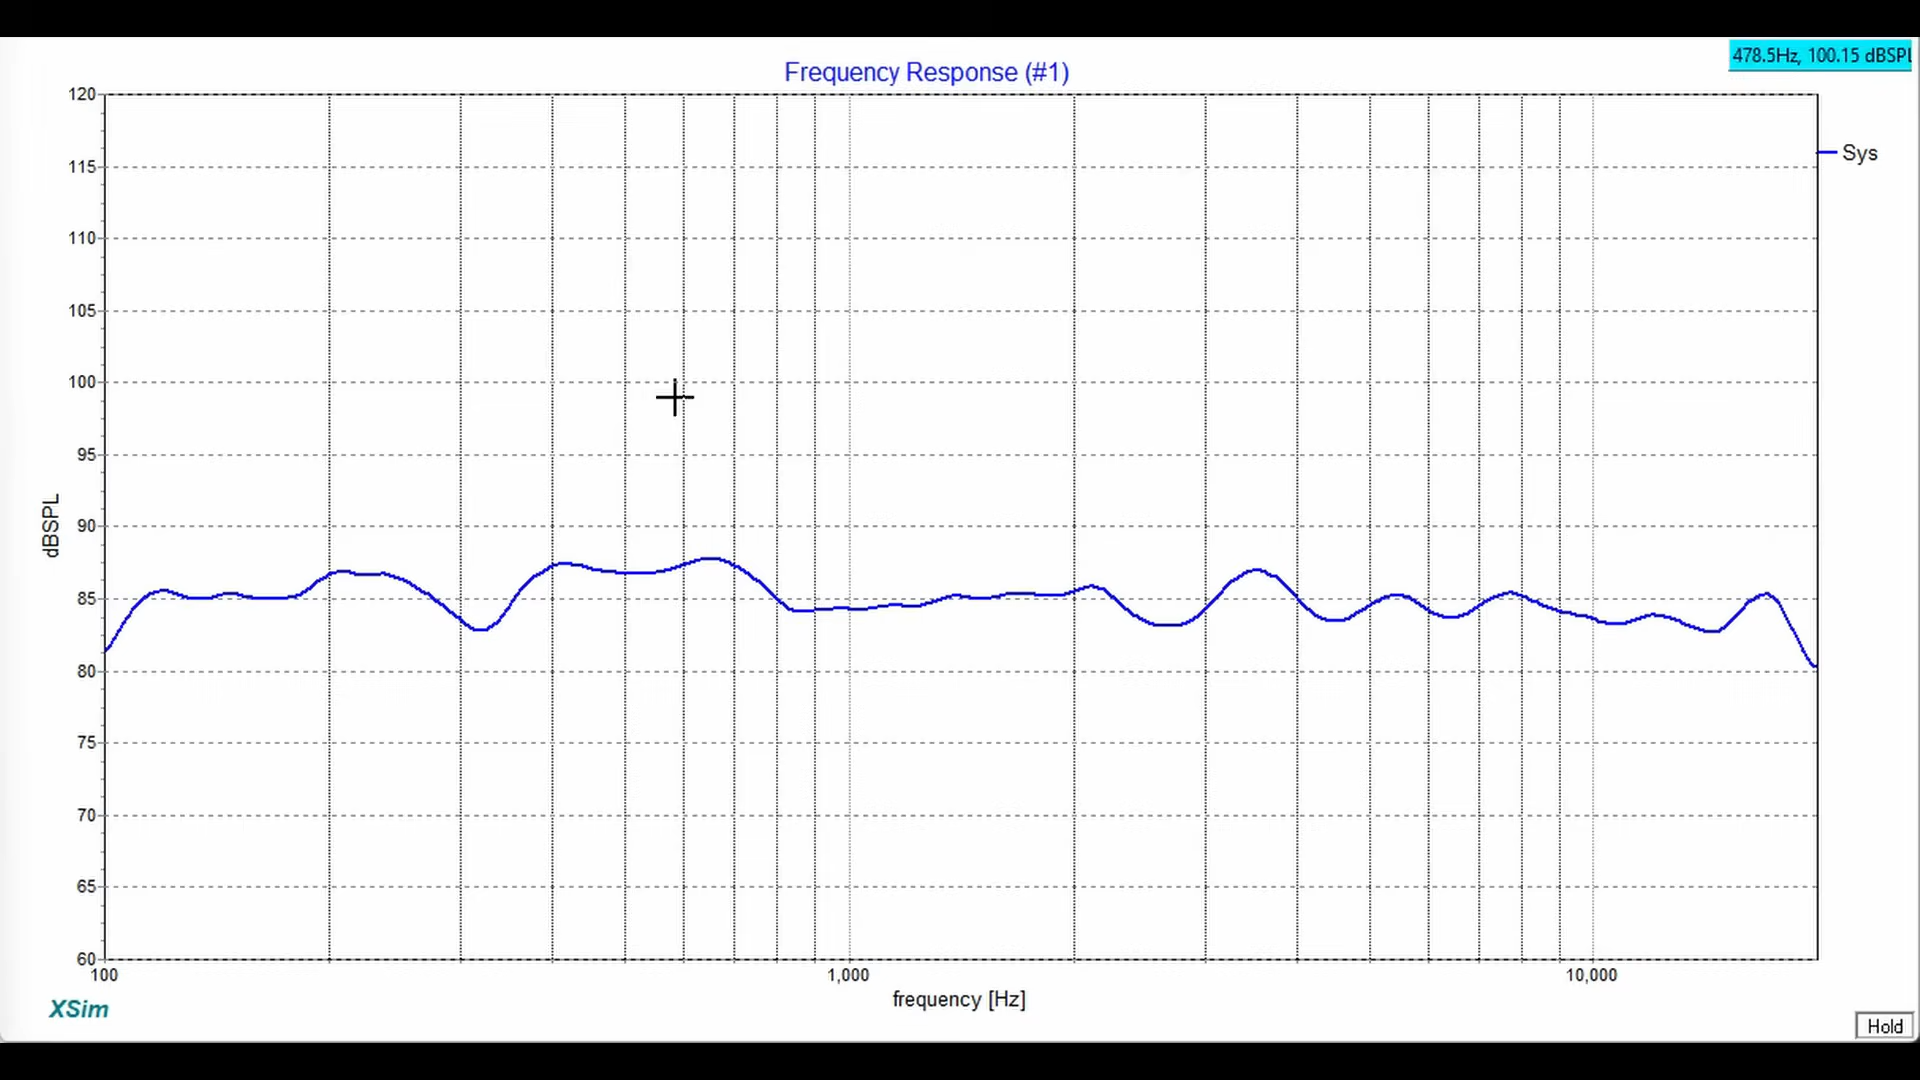 478.5Hz, 100.15 dBSPL
Frequency Response (#1)
120
115
110
105
100
95
90
85
80
75
70
65
60
dBSPL
Sys
100
1,000
10,000
frequency [Hz]
XSim
Hold